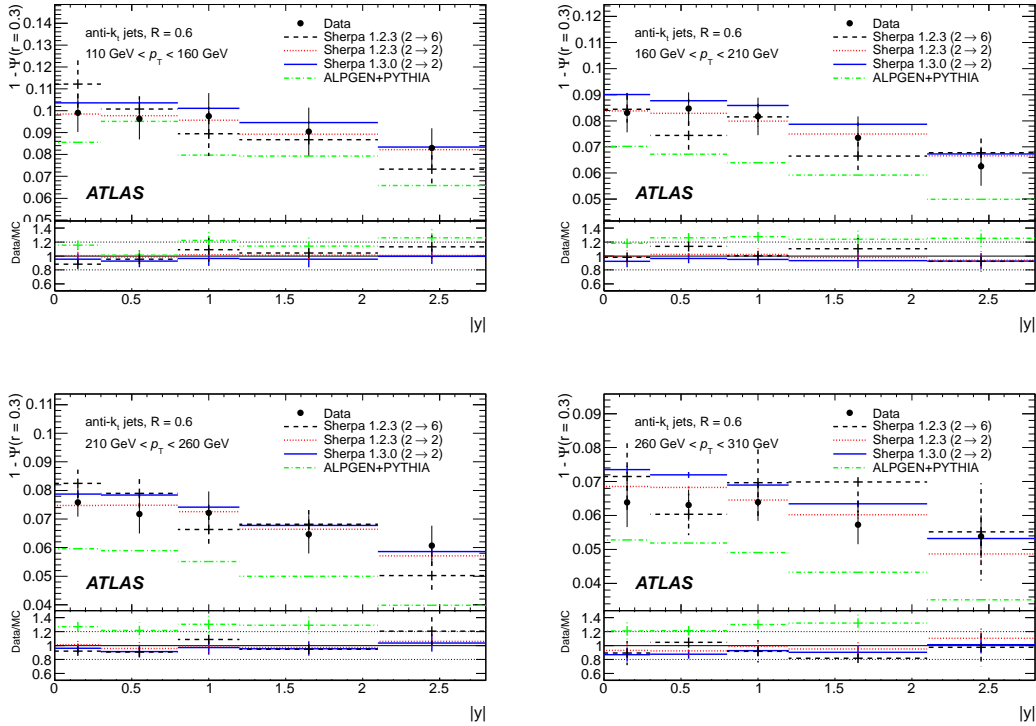 1 - Ψ(r = 0.3)
0.14
0.13
0.12
0.11
0.1
0.09
0.08
0.07
0.06
0.05
anti-kt jets, R = 0.6
110 GeV < pT < 160 GeV
Data
Sherpa 1.2.3 (2 → 6)
Sherpa 1.2.3 (2 → 2)
Sherpa 1.3.0 (2 → 2)
ALPGEN+PYTHIA
ATLAS
Data/MC
1.4
1.2
1
0.8
0.6
0 0.5 1 1.5 2 2.5
|y|
1 - Ψ(r = 0.3)
0.12
0.11
0.1
0.09
0.08
0.07
0.06
0.05
anti-kt jets, R = 0.6
160 GeV < pT < 210 GeV
Data
Sherpa 1.2.3 (2 → 6)
Sherpa 1.2.3 (2 → 2)
Sherpa 1.3.0 (2 → 2)
ALPGEN+PYTHIA
ATLAS
Data/MC
1.4
1.2
1
0.8
0.6
0 0.5 1 1.5 2 2.5
|y|
1 - Ψ(r = 0.3)
0.11
0.1
0.09
0.08
0.07
0.06
0.05
0.04
anti-kt jets, R = 0.6
210 GeV < pT < 260 GeV
Data
Sherpa 1.2.3 (2 → 6)
Sherpa 1.2.3 (2 → 2)
Sherpa 1.3.0 (2 → 2)
ALPGEN+PYTHIA
ATLAS
Data/MC
1.4
1.2
1
0.8
0.6
0 0.5 1 1.5 2 2.5
|y|
1 - Ψ(r = 0.3)
0.09
0.08
0.07
0.06
0.05
0.04
anti-kt jets, R = 0.6
260 GeV < pT < 310 GeV
Data
Sherpa 1.2.3 (2 → 6)
Sherpa 1.2.3 (2 → 2)
Sherpa 1.3.0 (2 → 2)
ALPGEN+PYTHIA
ATLAS
Data/MC
1.4
1.2
1
0.8
0.6
0 0.5 1 1.5 2 2.5
|y|